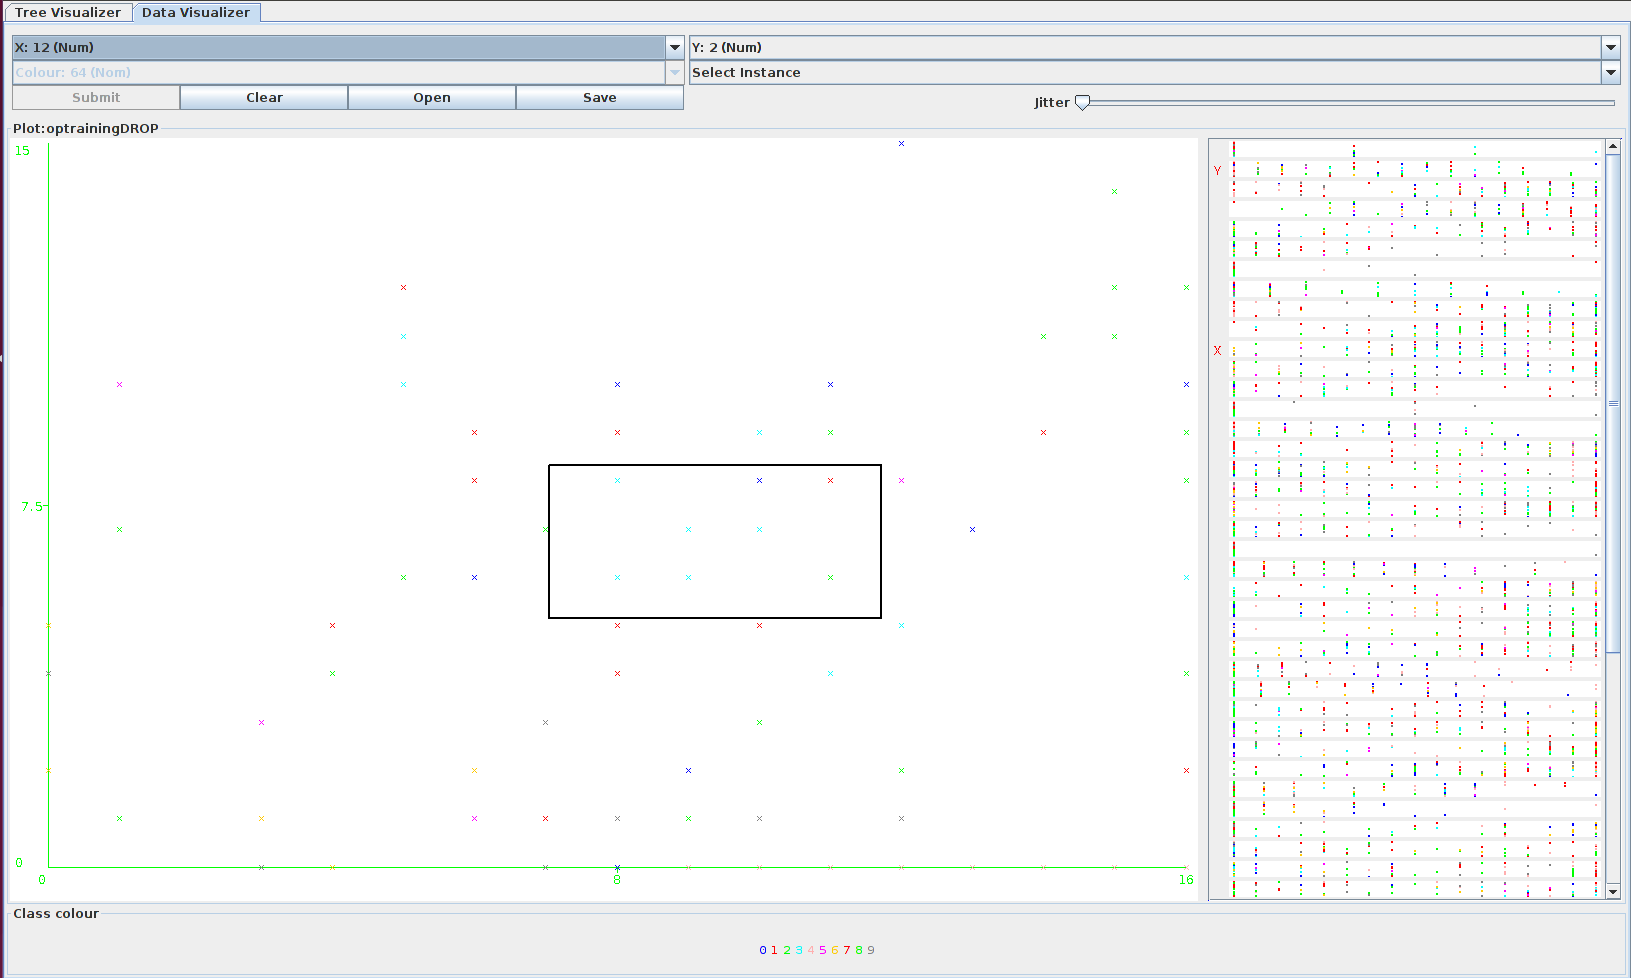 Tree Visualizer Data Visualizer
X: 12 (Num) Y: 2 (Num)
Colour: 64 (Nom) Select Instance
Submit Clear Open Save Jitter
Plot:optrainingDROP
15
Y
X
7.5
0
0 8 16
Class colour
0 1 2 3 4 5 6 7 8 9